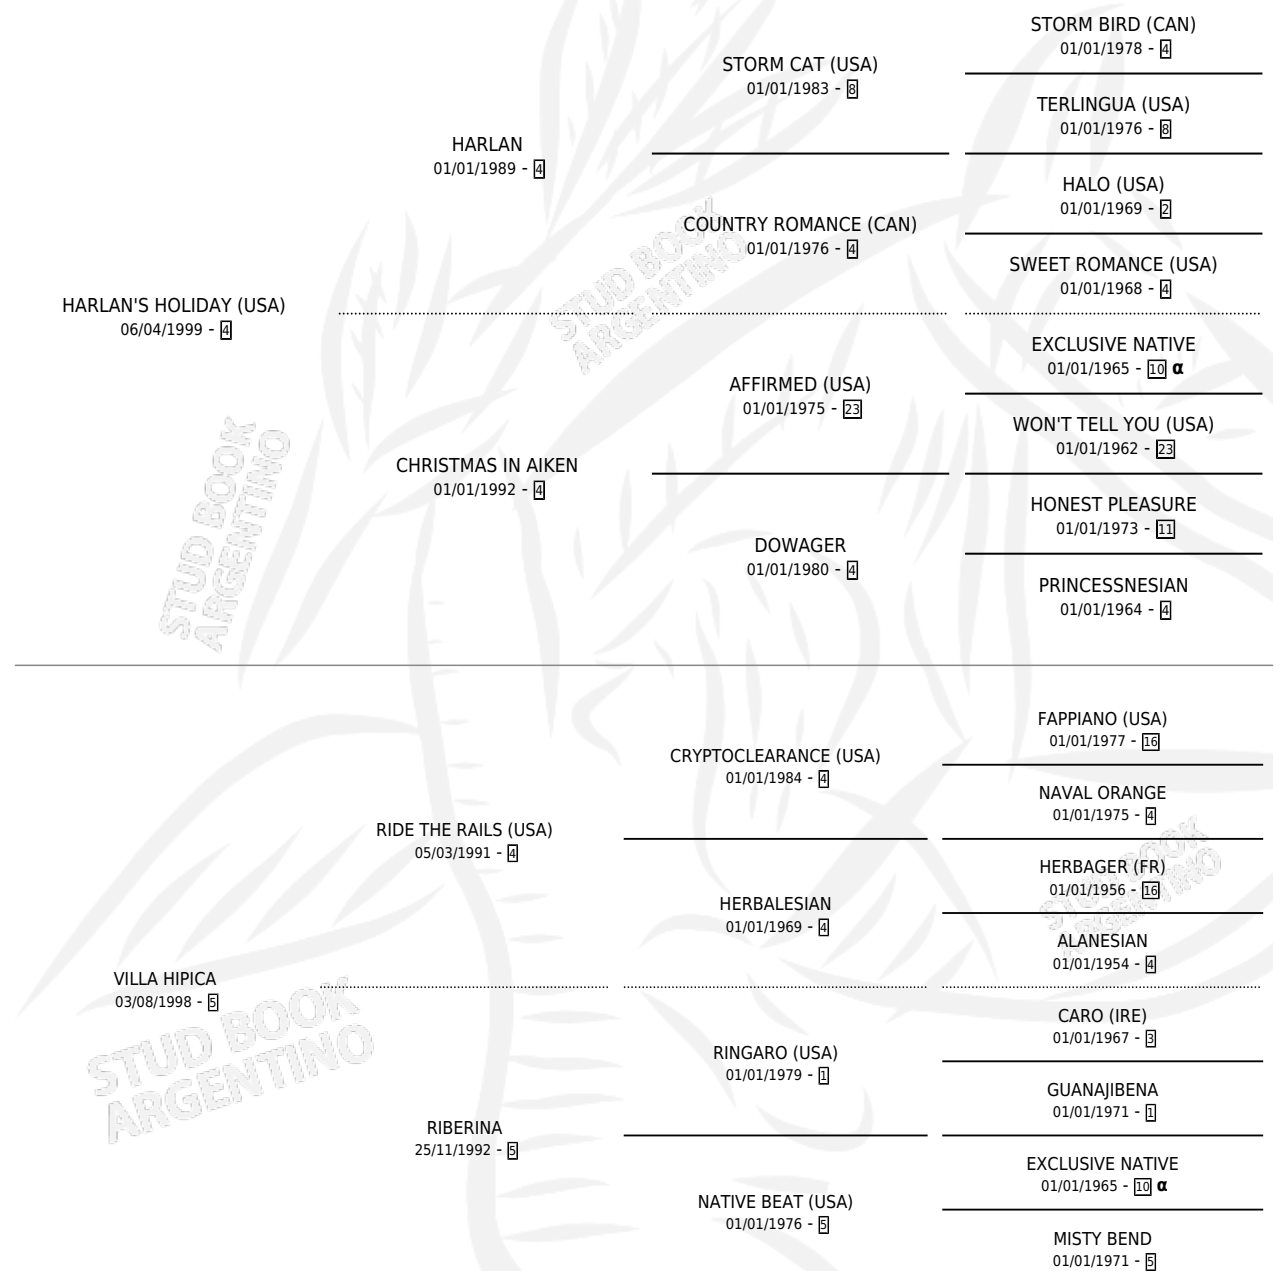 STORM BIRD (CAN)
01/01/1978 - 4
STORM CAT (USA)
01/01/1983 - 8
TERLINGUA (USA)
01/01/1976 - 8
HARLAN
01/01/1989 - 4
HALO (USA)
01/01/1969 - 2
COUNTRY ROMANCE (CAN)
01/01/1976 - 4
SWEET ROMANCE (USA)
01/01/1968 - 4
HARLAN'S HOLIDAY (USA)
06/04/1999 - 4
EXCLUSIVE NATIVE
01/01/1965 - 10 α
AFFIRMED (USA)
01/01/1975 - 23
WON'T TELL YOU (USA)
01/01/1962 - 23
CHRISTMAS IN AIKEN
01/01/1992 - 4
HONEST PLEASURE
01/01/1973 - 11
DOWAGER
01/01/1980 - 4
PRINCESSNESIAN
01/01/1964 - 4
FAPPIANO (USA)
01/01/1977 - 16
CRYPTOCLEARANCE (USA)
01/01/1984 - 4
NAVAL ORANGE
01/01/1975 - 4
RIDE THE RAILS (USA)
05/03/1991 - 4
HERBAGER (FR)
01/01/1956 - 16
HERBALESIAN
01/01/1969 - 4
ALANESIAN
01/01/1954 - 4
VILLA HIPICA
03/08/1998 - 5
CARO (IRE)
01/01/1967 - 3
RINGARO (USA)
01/01/1979 - 1
GUANAJIBENA
01/01/1971 - 1
RIBERINA
25/11/1992 - 5
EXCLUSIVE NATIVE
01/01/1965 - 10 α
NATIVE BEAT (USA)
01/01/1976 - 5
MISTY BEND
01/01/1971 - 5
STUD BOOK
ARGENTINO
STUD BOOK
ARGENTINO
STUD BOOK
ARGENTINO
STUD BOOK
ARGENTINO